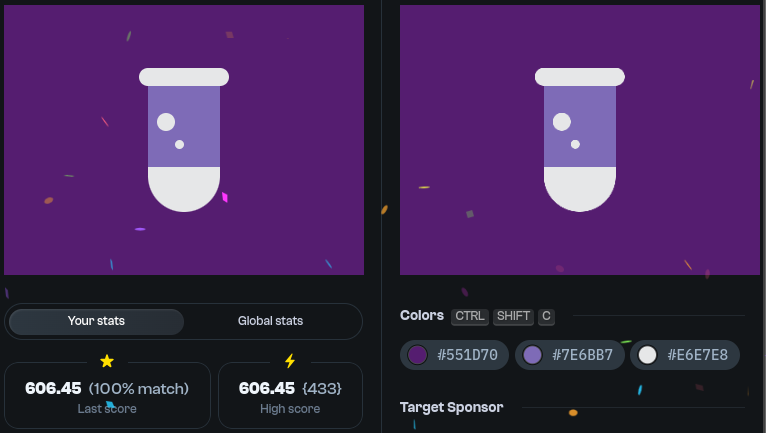 Your stats
Global stats
606.45 (100% match)
Last score
606.45 {433}
High score
Colors CTRL SHIFT C
#551D70
#7E6BB7
#E6E7E8
Target Sponsor